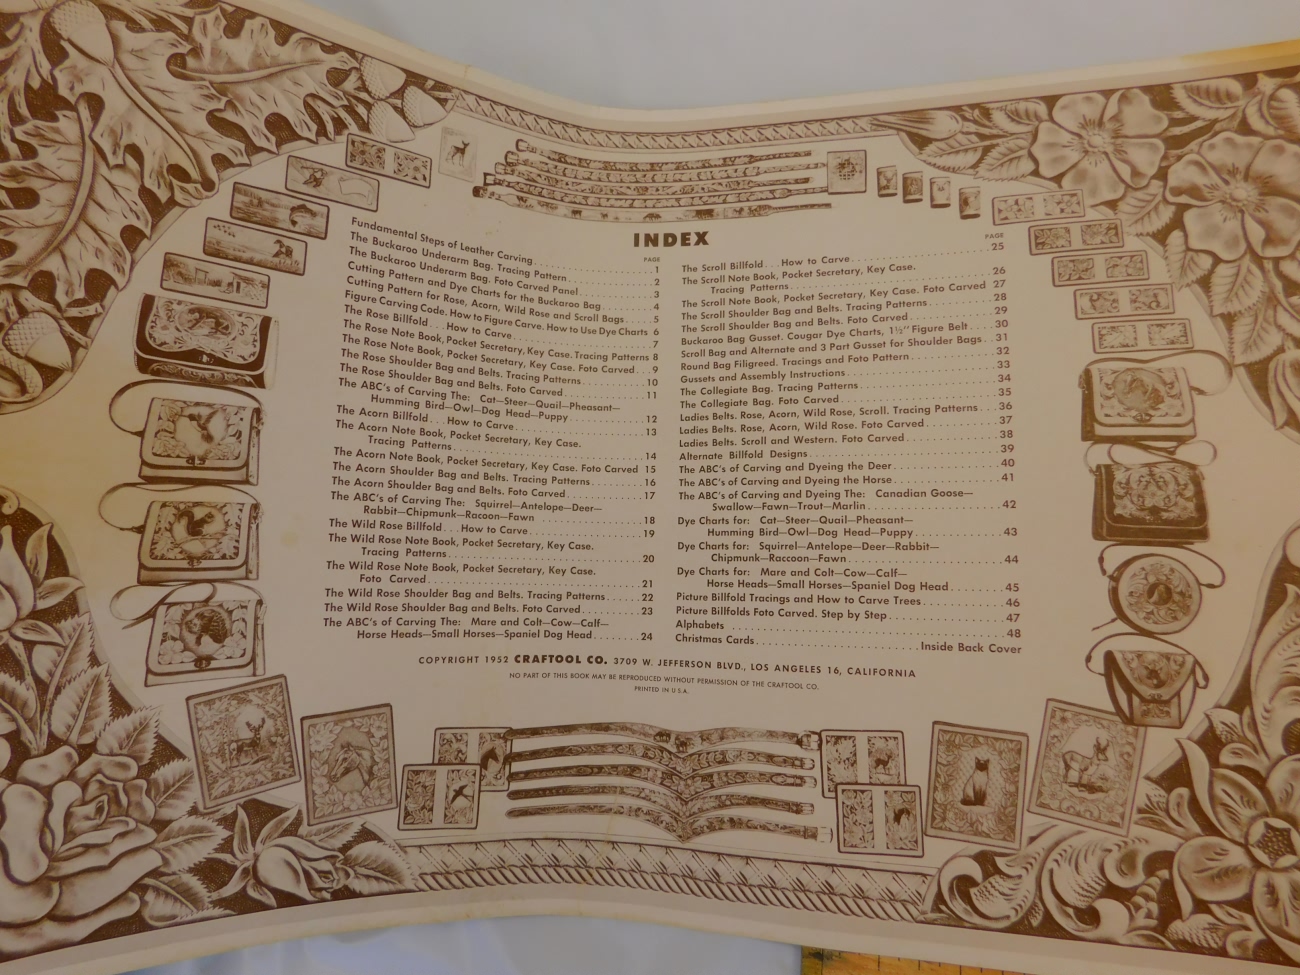 INDEX
PAGE
Fundamental Steps of Leather Carving 1
The Buckaroo Underarm Bag. Tracing Pattern 2
The Buckaroo Underarm Bag. Foto Carved Panel 3
Cutting Pattern and Dye Charts for the Buckaroo Bag 4
Cutting Pattern for Rose, Acorn, Wild Rose and Scroll Bags 5
Figure Carving Code. How to Figure Carve. How to Use Dye Charts 6
The Rose Billfold . . . How to Carve 7
The Rose Note Book, Pocket Secretary, Key Case. Tracing Patterns 8
The Rose Note Book, Pocket Secretary, Key Case. Foto Carved 9
The Rose Shoulder Bag and Belts. Tracing Patterns 10
The Rose Shoulder Bag and Belts. Foto Carved 11
The ABC's of Carving The: Cat—Steer—Quail—Pheasant—
Humming Bird—Owl—Dog Head—Puppy 12
The Acorn Billfold . . . How to Carve 13
The Acorn Note Book, Pocket Secretary, Key Case.
Tracing Patterns 14
The Acorn Note Book, Pocket Secretary, Key Case. Foto Carved 15
The Acorn Shoulder Bag and Belts. Tracing Patterns 16
The Acorn Shoulder Bag and Belts. Foto Carved 17
The ABC's of Carving The: Squirrel—Antelope—Deer—
Rabbit—Chipmunk—Racoon—Fawn 18
The Wild Rose Billfold . . . How to Carve 19
The Wild Rose Note Book, Pocket Secretary, Key Case.
Tracing Patterns 20
The Wild Rose Note Book, Pocket Secretary, Key Case.
Foto Carved 21
The Wild Rose Shoulder Bag and Belts. Tracing Patterns 22
The Wild Rose Shoulder Bag and Belts. Foto Carved 23
The ABC's of Carving The: Mare and Colt—Cow—Calf—
Horse Heads—Small Horses—Spaniel Dog Head 24
PAGE
The Scroll Billfold . . . How to Carve 25
The Scroll Note Book, Pocket Secretary, Key Case.
Tracing Patterns 26
The Scroll Note Book, Pocket Secretary, Key Case. Foto Carved 27
The Scroll Shoulder Bag and Belts. Tracing Patterns 28
The Scroll Shoulder Bag and Belts. Foto Carved 29
Buckaroo Bag Gusset. Cougar Dye Charts, 1½" Figure Belt 30
Scroll Bag and Alternate and 3 Part Gusset for Shoulder Bags 31
Round Bag Filigreed. Tracings and Foto Pattern 32
Gussets and Assembly Instructions 33
The Collegiate Bag. Tracing Patterns 34
The Collegiate Bag. Foto Carved 35
Ladies Belts. Rose, Acorn, Wild Rose, Scroll. Tracing Patterns 36
Ladies Belts. Rose, Acorn, Wild Rose. Foto Carved 37
Ladies Belts. Scroll and Western. Foto Carved 38
Alternate Billfold Designs 39
The ABC's of Carving and Dyeing the Deer 40
The ABC's of Carving and Dyeing the Horse 41
The ABC's of Carving and Dyeing The: Canadian Goose—
Swallow—Fawn—Trout—Marlin 42
Dye Charts for: Cat—Steer—Quail—Pheasant—
Humming Bird—Owl—Dog Head—Puppy 43
Dye Charts for: Squirrel—Antelope—Deer—Rabbit—
Chipmunk—Raccoon—Fawn 44
Dye Charts for: Mare and Colt—Cow—Calf—
Horse Heads—Small Horses—Spaniel Dog Head 45
Picture Billfold Tracings and How to Carve Trees 46
Picture Billfolds Foto Carved. Step by Step 47
Alphabets 48
Christmas Cards Inside Back Cover
COPYRIGHT 1952 CRAFTOOL CO. 3709 W. JEFFERSON BLVD., LOS ANGELES 16, CALIFORNIA
NO PART OF THIS BOOK MAY BE REPRODUCED WITHOUT PERMISSION OF THE CRAFTOOL CO.
PRINTED IN U.S.A.